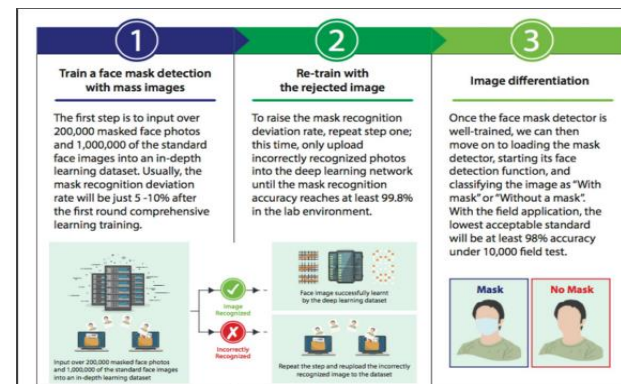 1
Train a face mask detection
with mass images
The first step is to input over
200,000 masked face photos
and 1,000,000 of the standard
face images into an in-depth
learning dataset. Usually, the
mask recognition deviation
rate will be just 5 -10% after
the first round comprehensive
learning training.
Input over 200,000 masked face photos
and 1,000,000 of the standard face images
into an in-depth learning dataset
2
Re-train with
the rejected image
To raise the mask recognition
deviation rate, repeat step one;
this time, only upload
incorrectly recognized photos
into the deep learning network
until the mask recognition
accuracy reaches at least 99.8%
in the lab environment.
Image
Recognized
Incorrectly
Recognized
Face image successfully learnt
by the deep learning dataset
Repeat the step and reupload the incorrectly
recognized image to the dataset
3
Image differentiation
Once the face mask detector is
well-trained, we can then
move on to loading the mask
detector, starting its face
detection function, and
classifying the image as "With
mask" or "Without a mask".
With the field application, the
lowest acceptable standard
will be at least 98% accuracy
under 10,000 field test.
Mask
No Mask